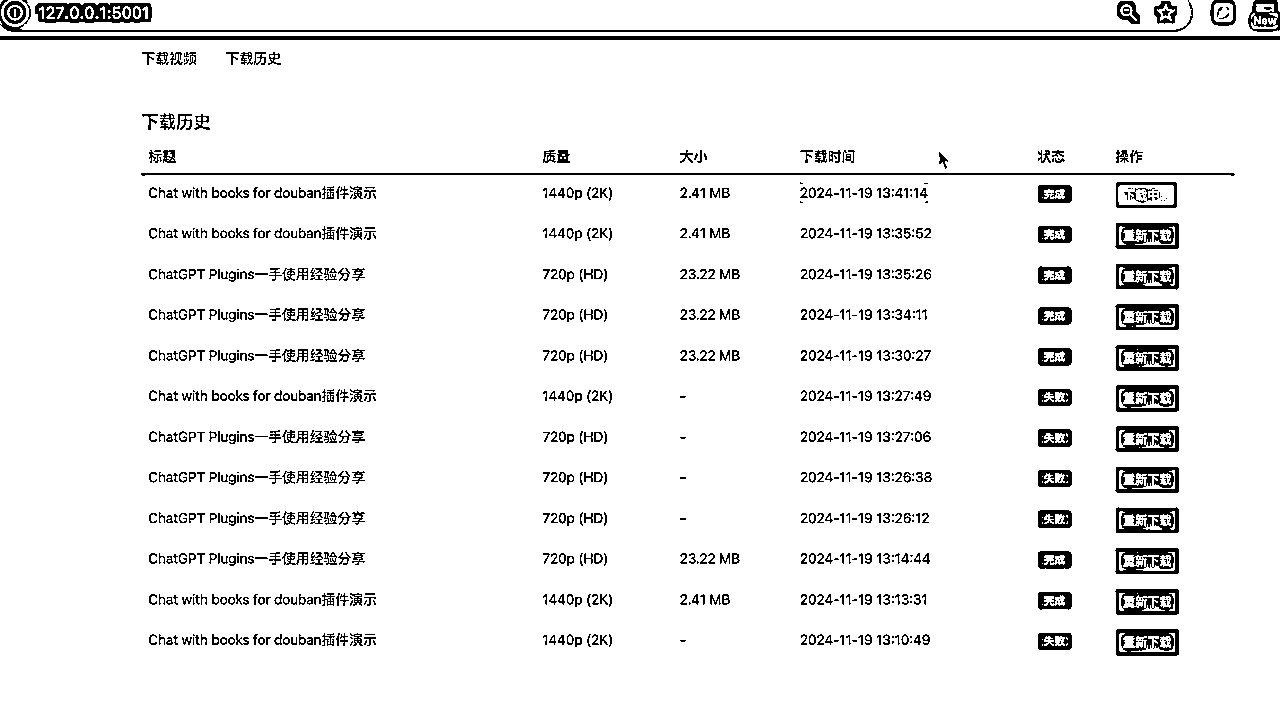 127.0.0.1:5001
New
下载视频 下载历史
下载历史
标题 质量 大小 下载时间 状态 操作
Chat with books for douban插件演示 1440p (2K) 2.41 MB 2024-11-19 13:41:14 完成 下载中...
Chat with books for douban插件演示 1440p (2K) 2.41 MB 2024-11-19 13:35:52 完成 重新下载
ChatGPT Plugins一手使用经验分享 720p (HD) 23.22 MB 2024-11-19 13:35:26 完成 重新下载
ChatGPT Plugins一手使用经验分享 720p (HD) 23.22 MB 2024-11-19 13:34:11 完成 重新下载
ChatGPT Plugins一手使用经验分享 720p (HD) 23.22 MB 2024-11-19 13:30:27 完成 重新下载
Chat with books for douban插件演示 1440p (2K) - 2024-11-19 13:27:49 失败 重新下载
ChatGPT Plugins一手使用经验分享 720p (HD) - 2024-11-19 13:27:06 失败 重新下载
ChatGPT Plugins一手使用经验分享 720p (HD) - 2024-11-19 13:26:38 失败 重新下载
ChatGPT Plugins一手使用经验分享 720p (HD) - 2024-11-19 13:26:12 失败 重新下载
ChatGPT Plugins一手使用经验分享 720p (HD) 23.22 MB 2024-11-19 13:14:44 完成 重新下载
Chat with books for douban插件演示 1440p (2K) 2.41 MB 2024-11-19 13:13:31 完成 重新下载
Chat with books for douban插件演示 1440p (2K) - 2024-11-19 13:10:49 失败 重新下载